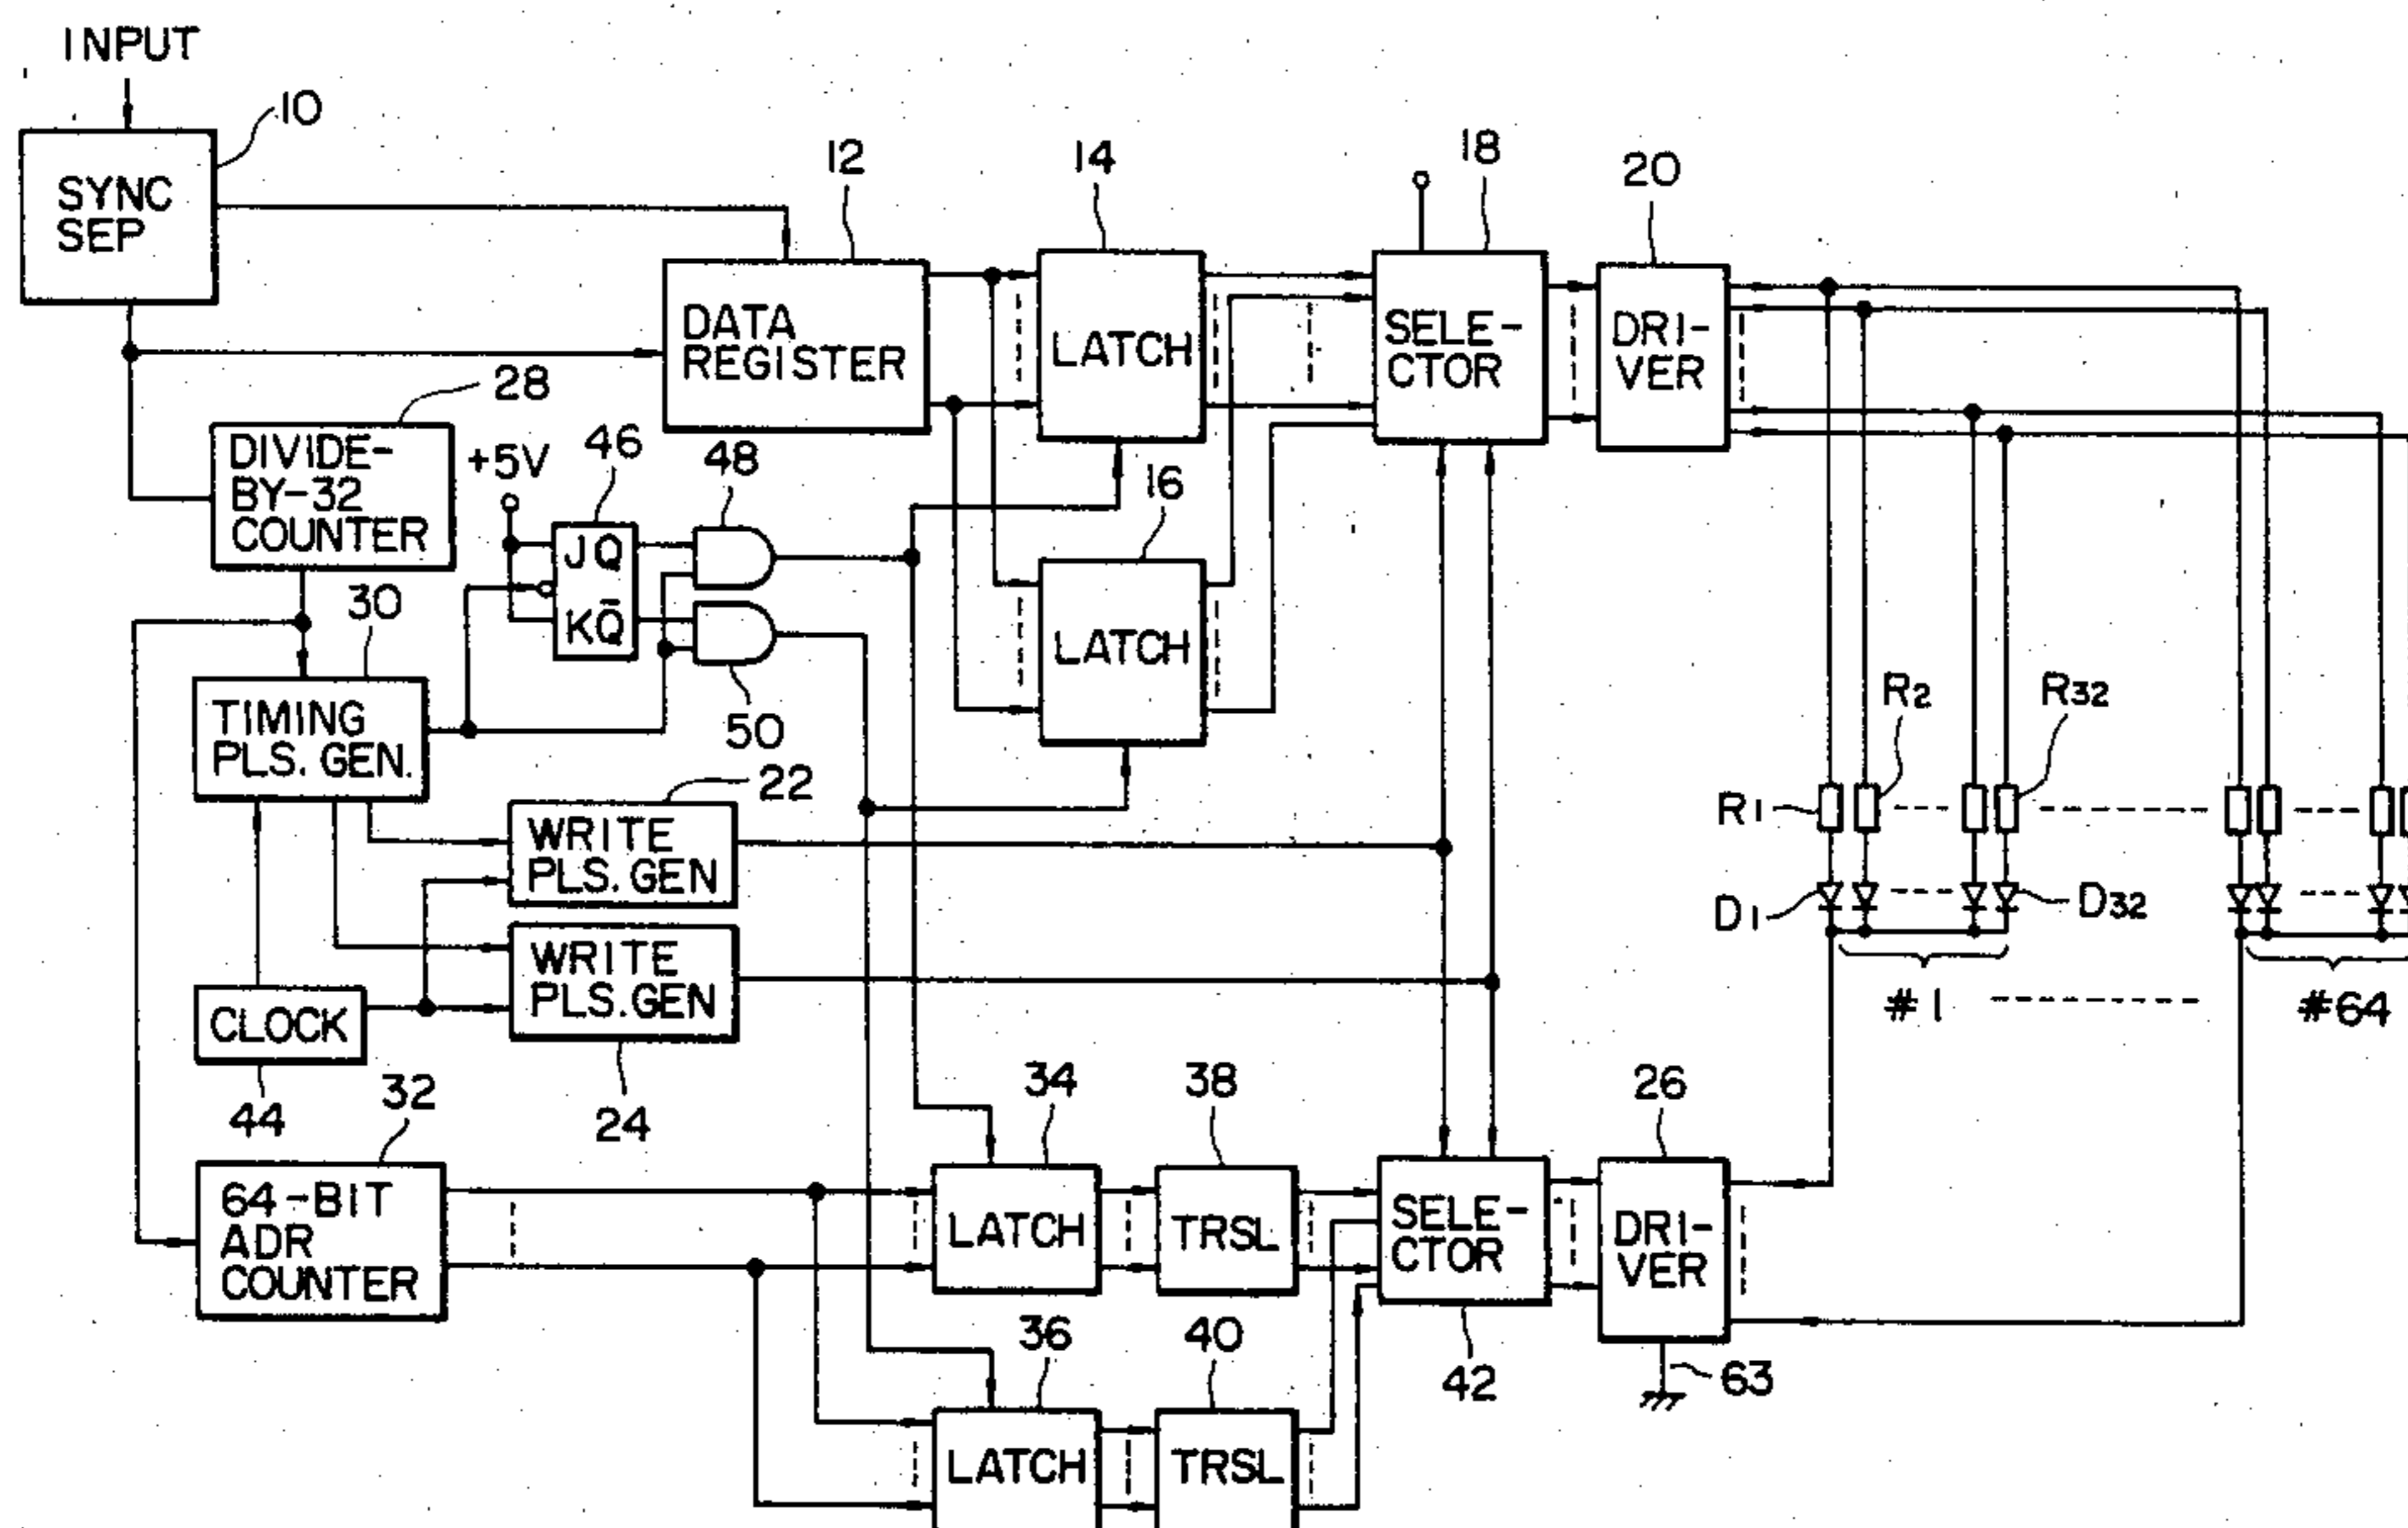 INPUT
10
SYNC
SEP
12
14
18
20
DATA
REGISTER
LATCH
SELE-
CTOR
DRI-
VER
28
DIVIDE-
BY-32
COUNTER
+5V
46
48
16
J Q
K Q̄
LATCH
30
TIMING
PLS. GEN.
50
22
WRITE
PLS. GEN
R1
R2
R32
D1
D32
WRITE
PLS. GEN
24
CLOCK
44
#1
#64
32
64-BIT
ADR
COUNTER
34
38
26
LATCH
TRSL
SELE-
CTOR
DRI-
VER
42
63
36
40
LATCH
TRSL